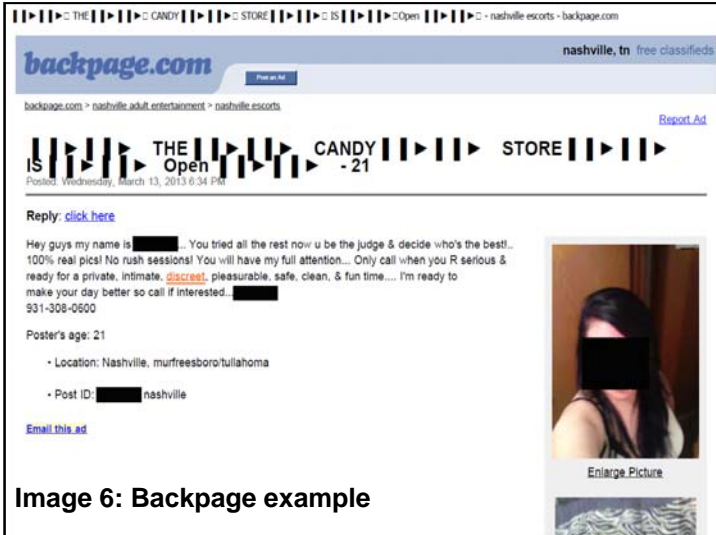 ▌▌►▌▌►□ THE▌▌►▌▌►□ CANDY▌▌►▌▌►□ STORE▌▌►▌▌►□ IS▌▌►▌▌►□Open ▌▌►▌▌►□ - nashville escorts - backpage.com
backpage.com
Post an Ad
nashville, tn free classifieds
backpage.com > nashville adult entertainment > nashville escorts
Report Ad
▌▌►▌▌► THE▌▌►▌▌► CANDY▌▌►▌▌► STORE▌▌►▌▌►
IS▌▌►▌▌► Open▌▌►▌▌► - 21
Posted: Wednesday, March 13, 2013 6:34 PM
Reply: click here
Hey guys my name is ... You tried all the rest now u be the judge & decide who's the best!..
100% real pics! No rush sessions! You will have my full attention... Only call when you R serious &
ready for a private, intimate, discreet, pleasurable, safe, clean, & fun time.... I'm ready to
make your day better so call if interested...
931-308-0600
Poster's age: 21
• Location: Nashville, murfreesboro/tullahoma
• Post ID: nashville
Email this ad
Enlarge Picture
Image 6: Backpage example